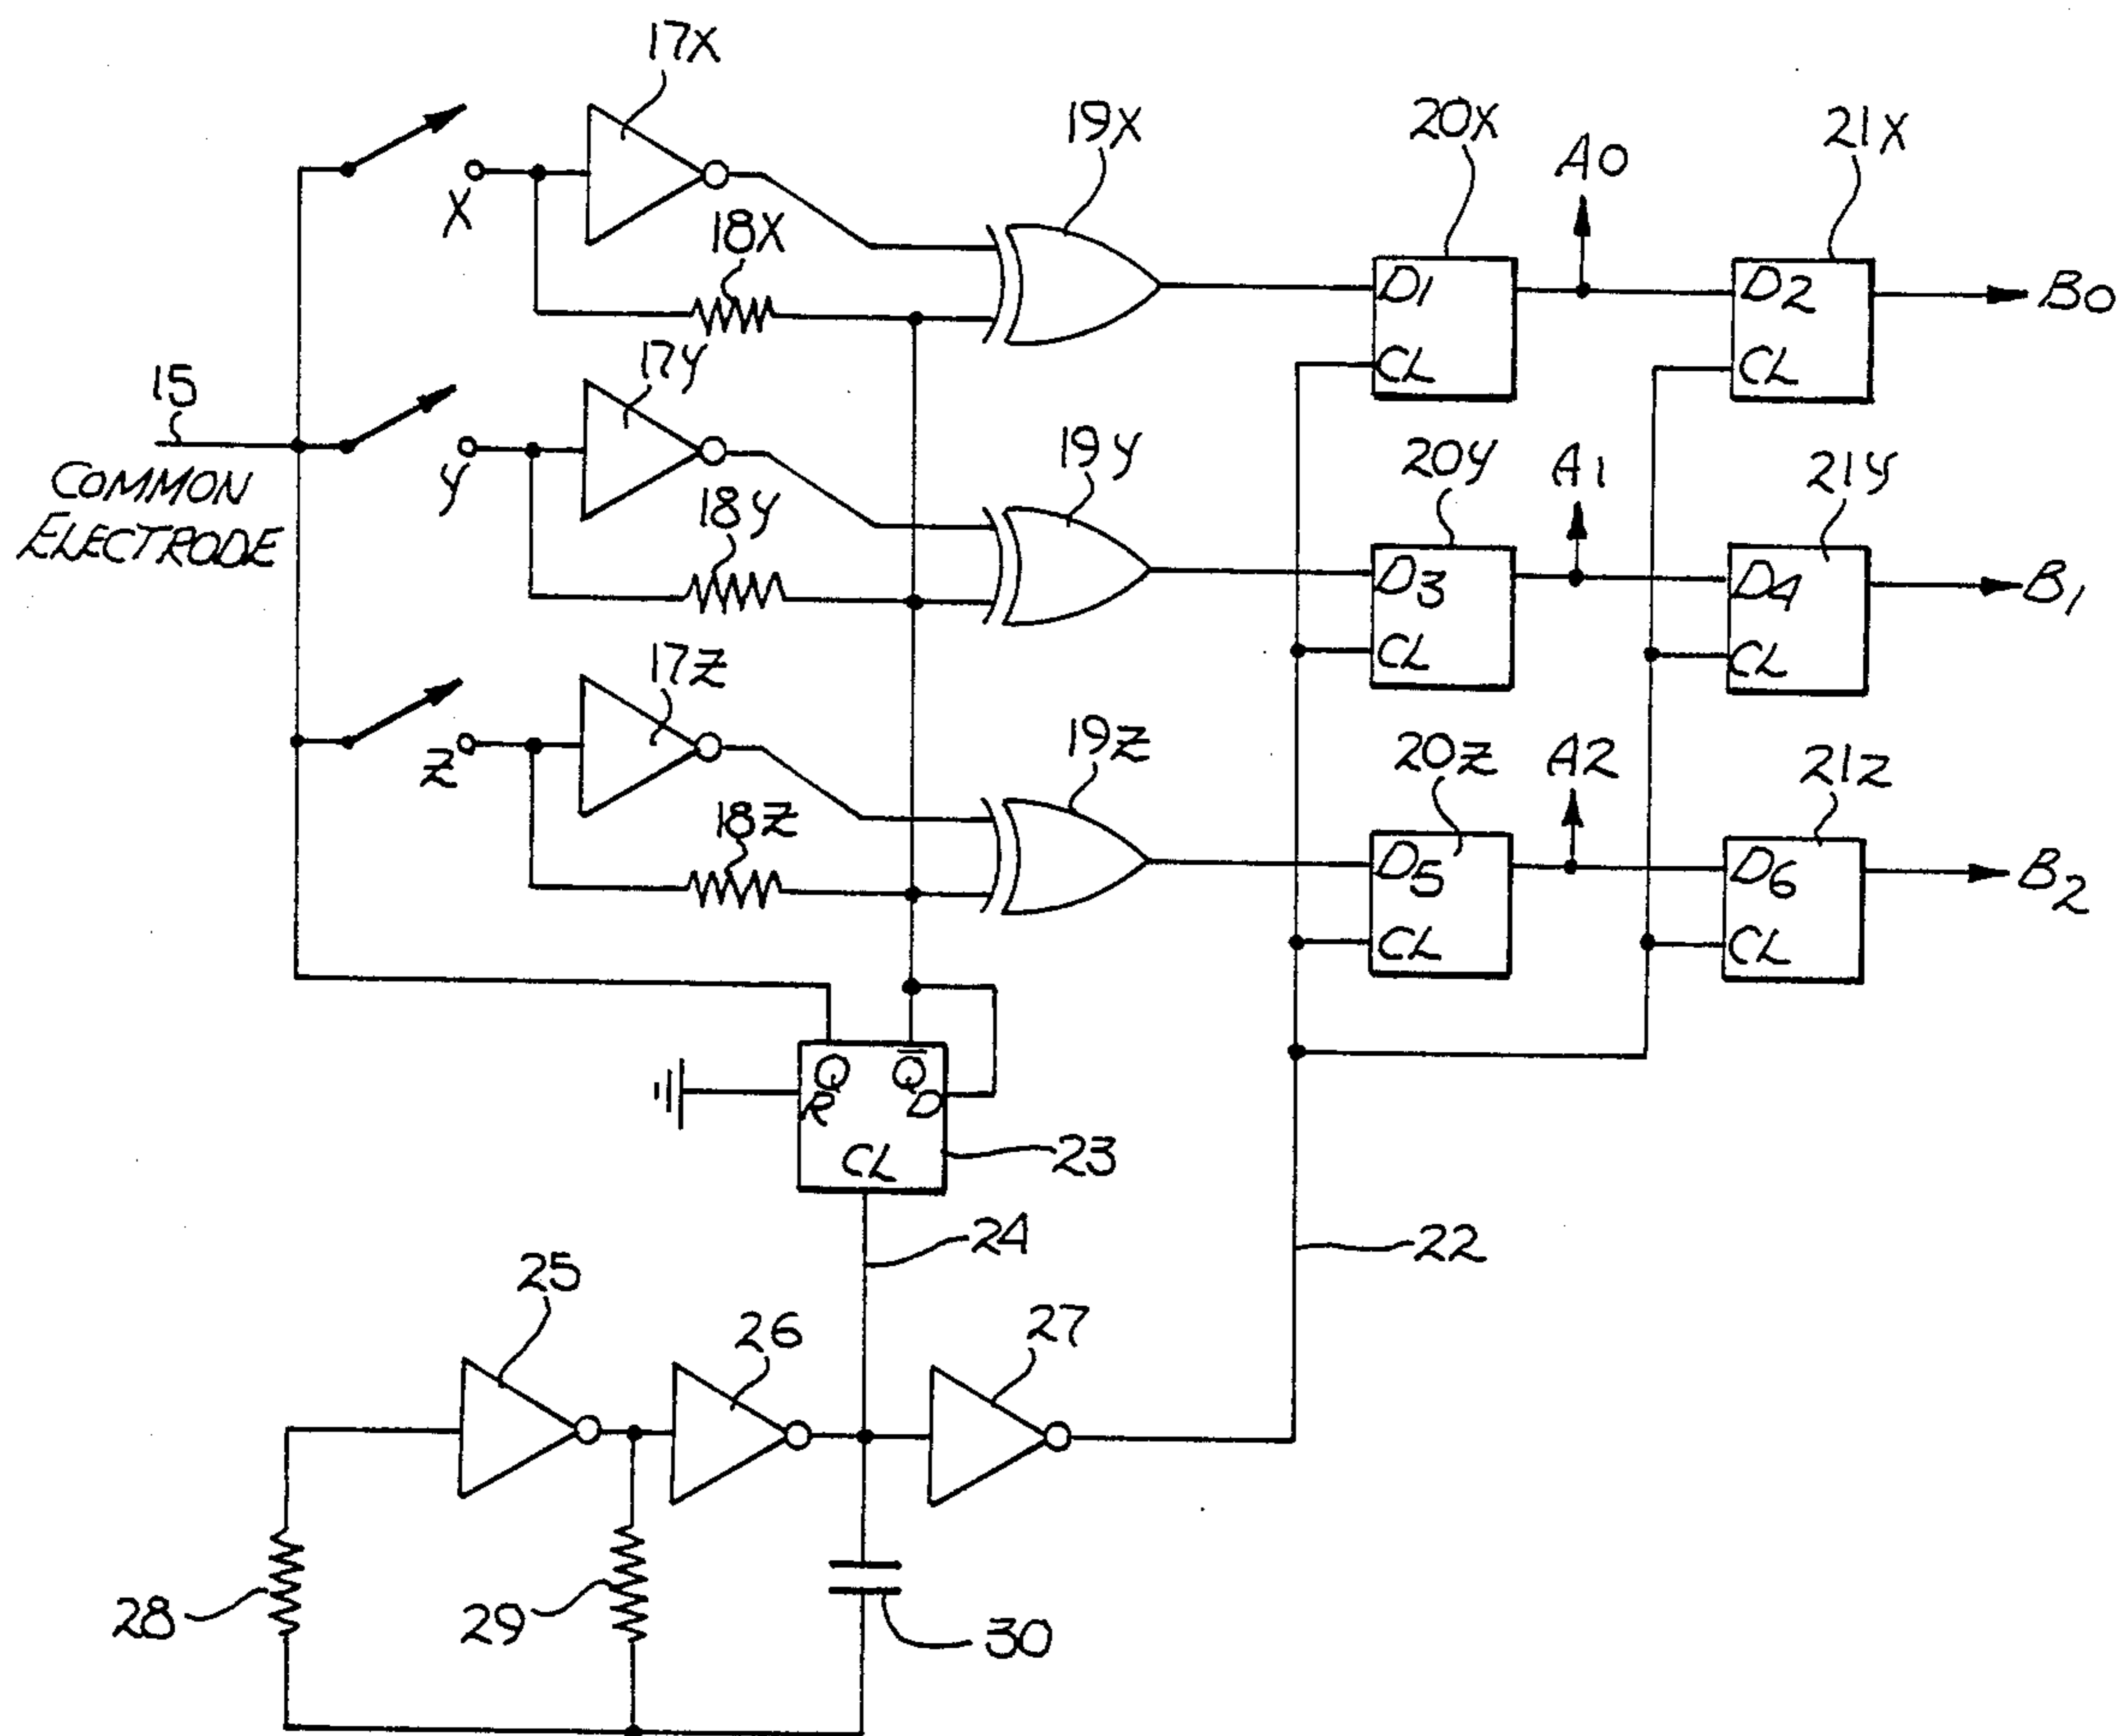 17X
19X
20X
A0
21X
X
18X
D1
CL
D2
CL
B0
15
COMMON
ELECTRODE
17Y
Y
18Y
19Y
20Y
A1
21Y
D3
CL
D4
CL
B1
17Z
Z
18Z
19Z
20Z
A2
21Z
D5
CL
D6
CL
B2
Q
Q̅
R
D
CL
23
24
22
25
26
27
28
29
30